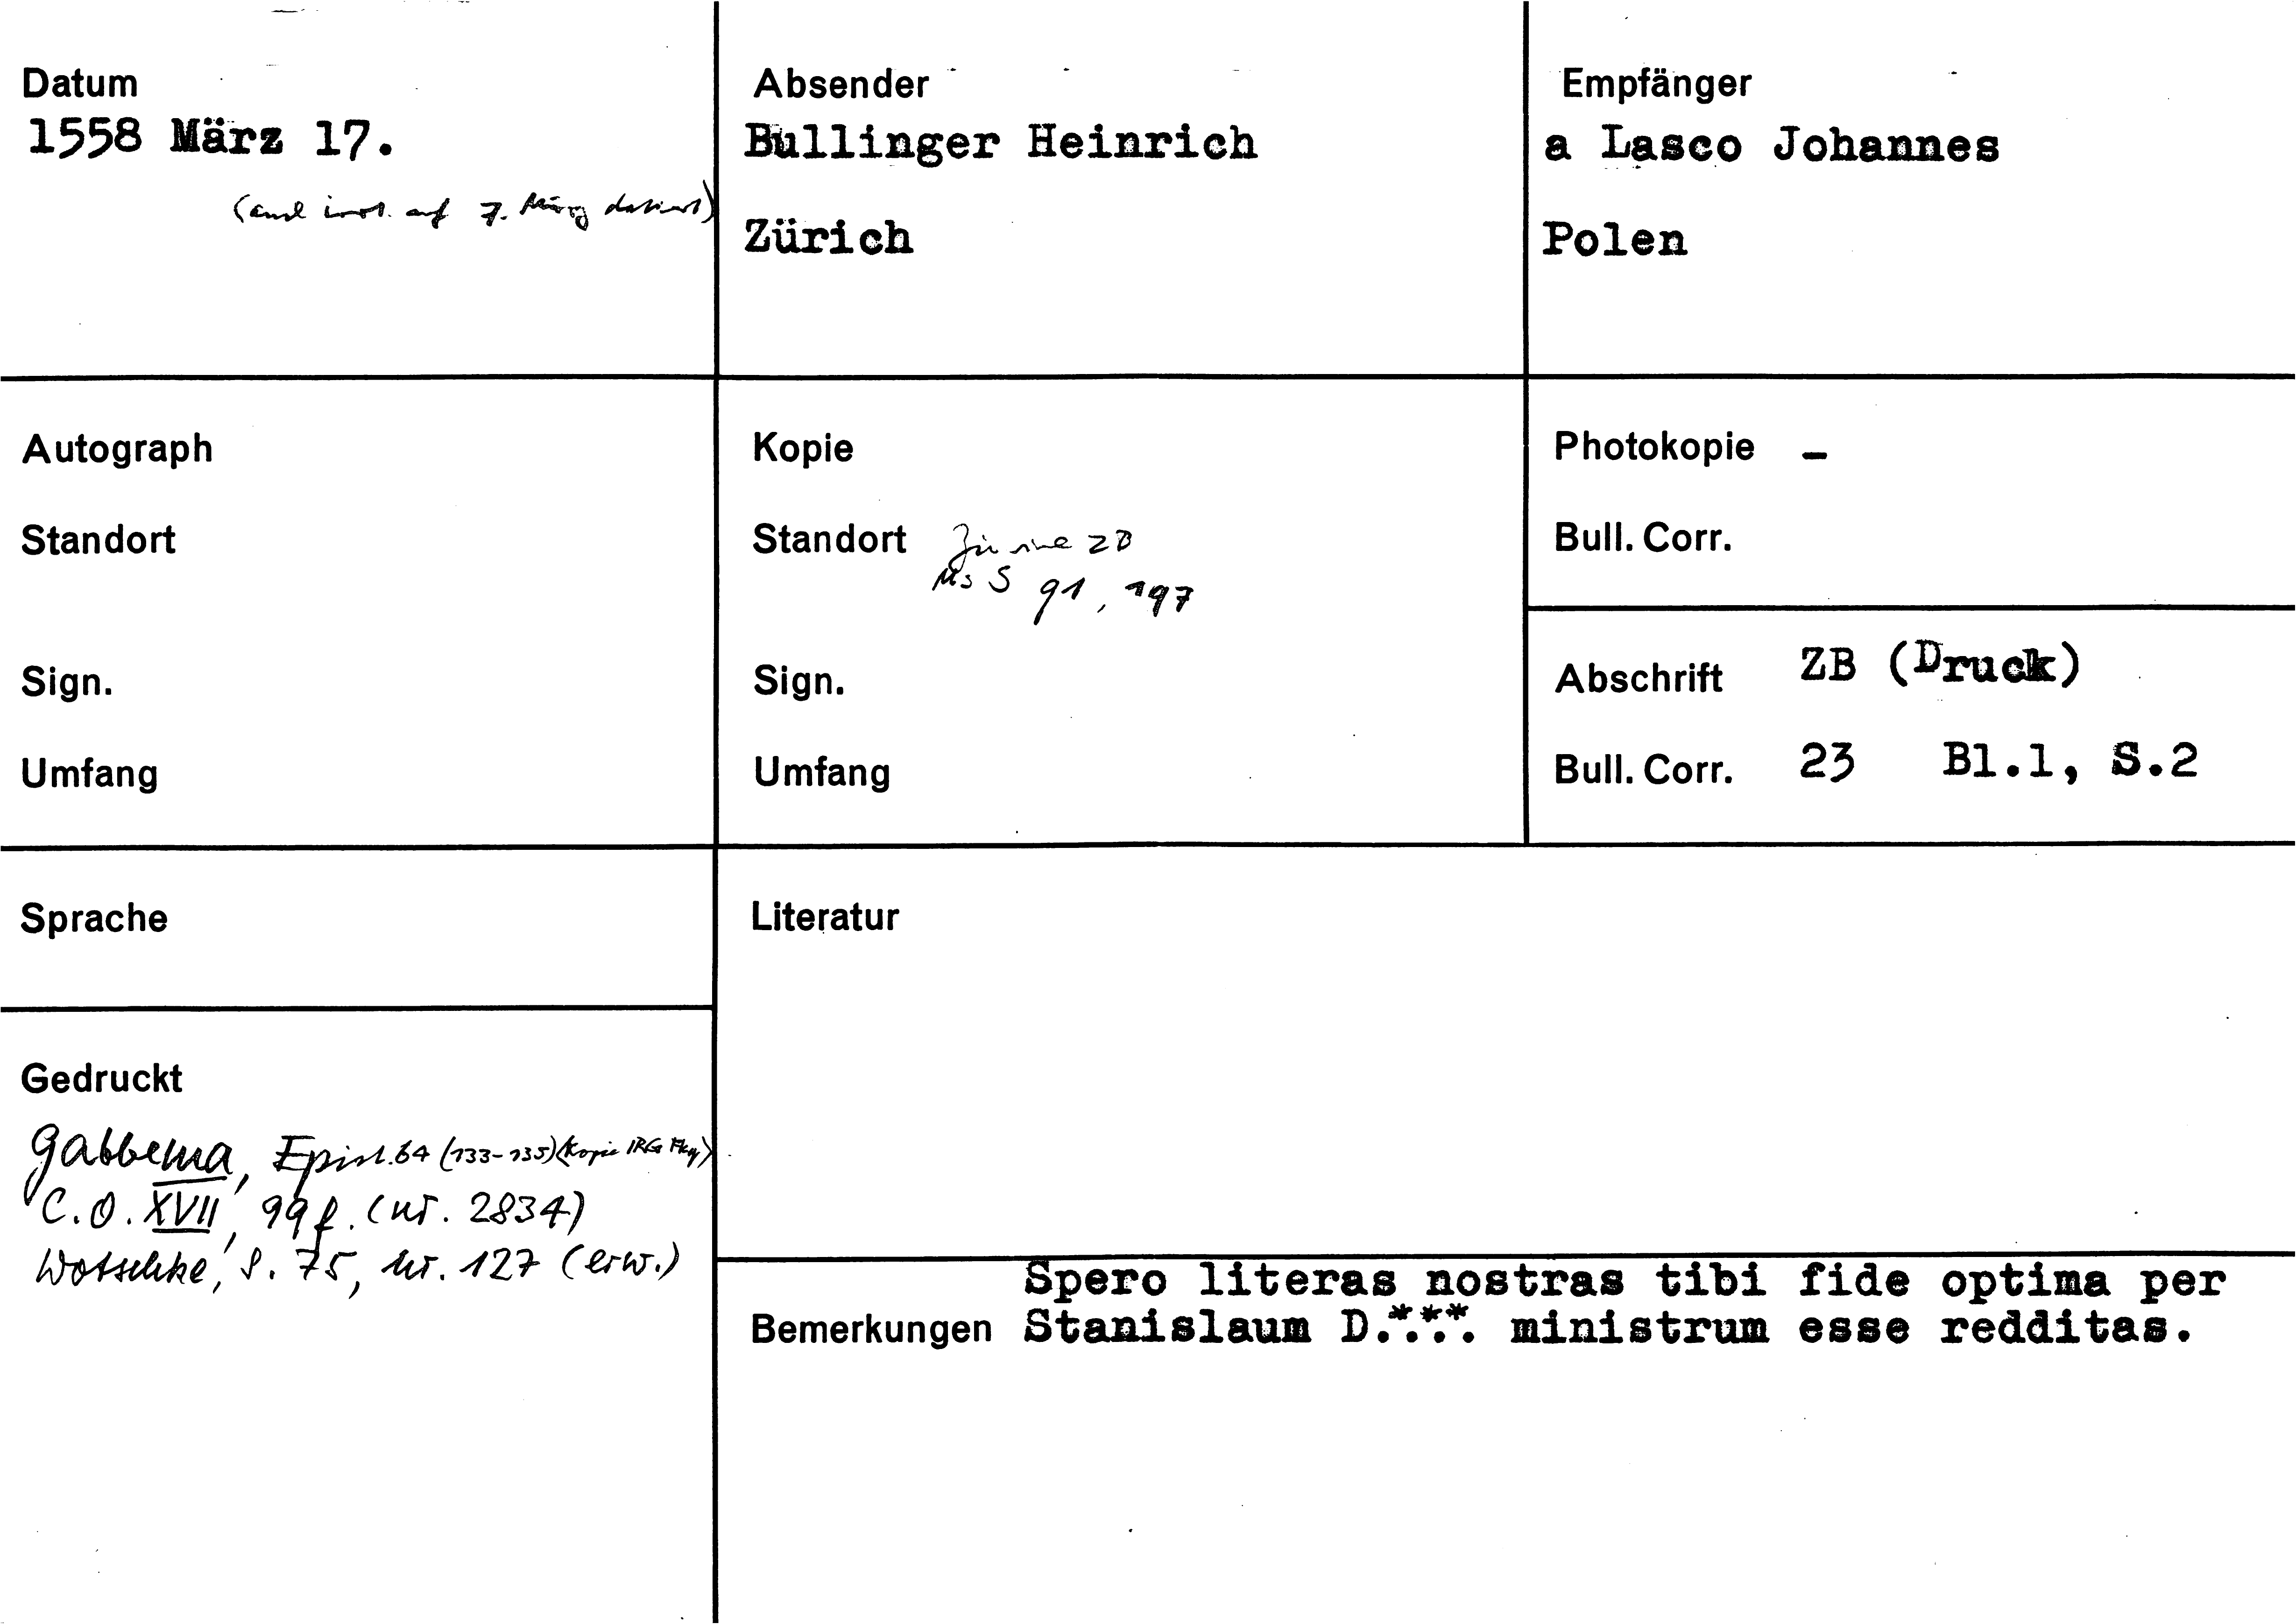 Datum
1558 März 17.
(auch irrt. auf 7. März datiert)
Absender
Bullinger Heinrich
Zürich
Empfänger
a Lasco Johannes
Polen
Autograph
Standort
Sign.
Umfang
Kopie
Standort Zürich ZB
Ms S 91, 197
Sign.
Umfang
Photokopie -
Bull. Corr.
Abschrift ZB (Druck)
Bull. Corr. 23 Bl.1, S.2
Sprache
Literatur
Gedruckt
Gabbema, Epist. 64 (133-135) (Kopie IRG)
C.O. XVII, 99f. (nr. 2834)
Wotschke, S. 75, nr. 127 (erw.)
Spero literas nostras tibi fide optima per
Bemerkungen Stanislaum D.*.*.*. ministrum esse redditas.